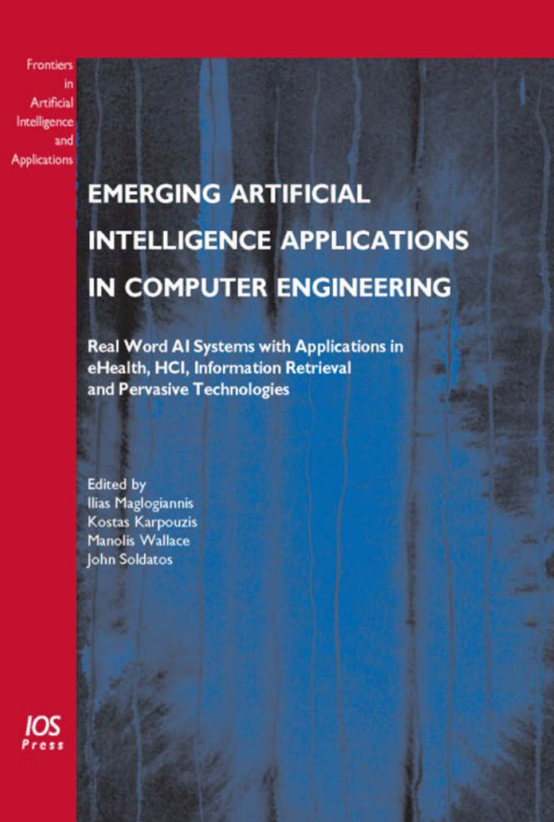 Frontiers
in
Artificial
Intelligence
and
Applications
EMERGING ARTIFICIAL
INTELLIGENCE APPLICATIONS
IN COMPUTER ENGINEERING
Real Word AI Systems with Applications in
eHealth, HCI, Information Retrieval
and Pervasive Technologies
Edited by
Ilias Maglogiannis
Kostas Karpouzis
Manolis Wallace
John Soldatos
IOS
Press